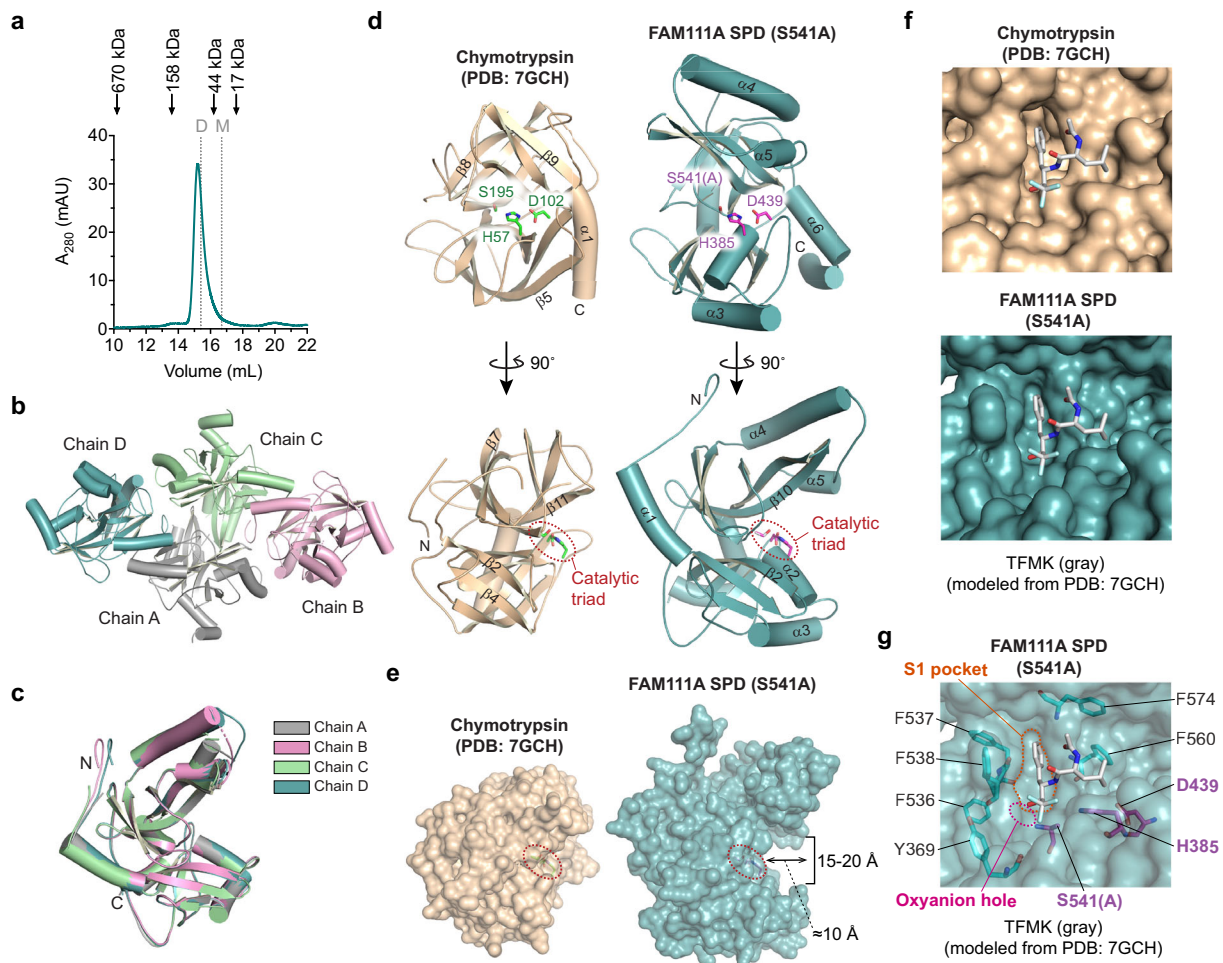 a
670 kDa
158 kDa
44 kDa
17 kDa
D M
40
30
20
10
0
A280 (mAU)
10 12 14 16 18 20 22
Volume (mL)
b
Chain D
Chain C
Chain A
Chain B
c
N
C
Chain A
Chain B
Chain C
Chain D
d
Chymotrypsin
(PDB: 7GCH)
β8
β9
S195
D102
H57
α1
β5
C
90°
β7
β11
N
β2
β4
Catalytic
triad
FAM111A SPD (S541A)
α4
α5
S541(A)
D439
H385
α6
C
α3
90°
N
α4
α5
β10
α1
Catalytic
triad
β2
α2
α3
e
Chymotrypsin
(PDB: 7GCH)
FAM111A SPD (S541A)
15-20 Å
≈10 Å
f
Chymotrypsin
(PDB: 7GCH)
FAM111A SPD
(S541A)
TFMK (gray)
(modeled from PDB: 7GCH)
g
FAM111A SPD
(S541A)
S1 pocket
F574
F537
F560
F538
D439
F536
H385
Y369
Oxyanion hole
S541(A)
TFMK (gray)
(modeled from PDB: 7GCH)